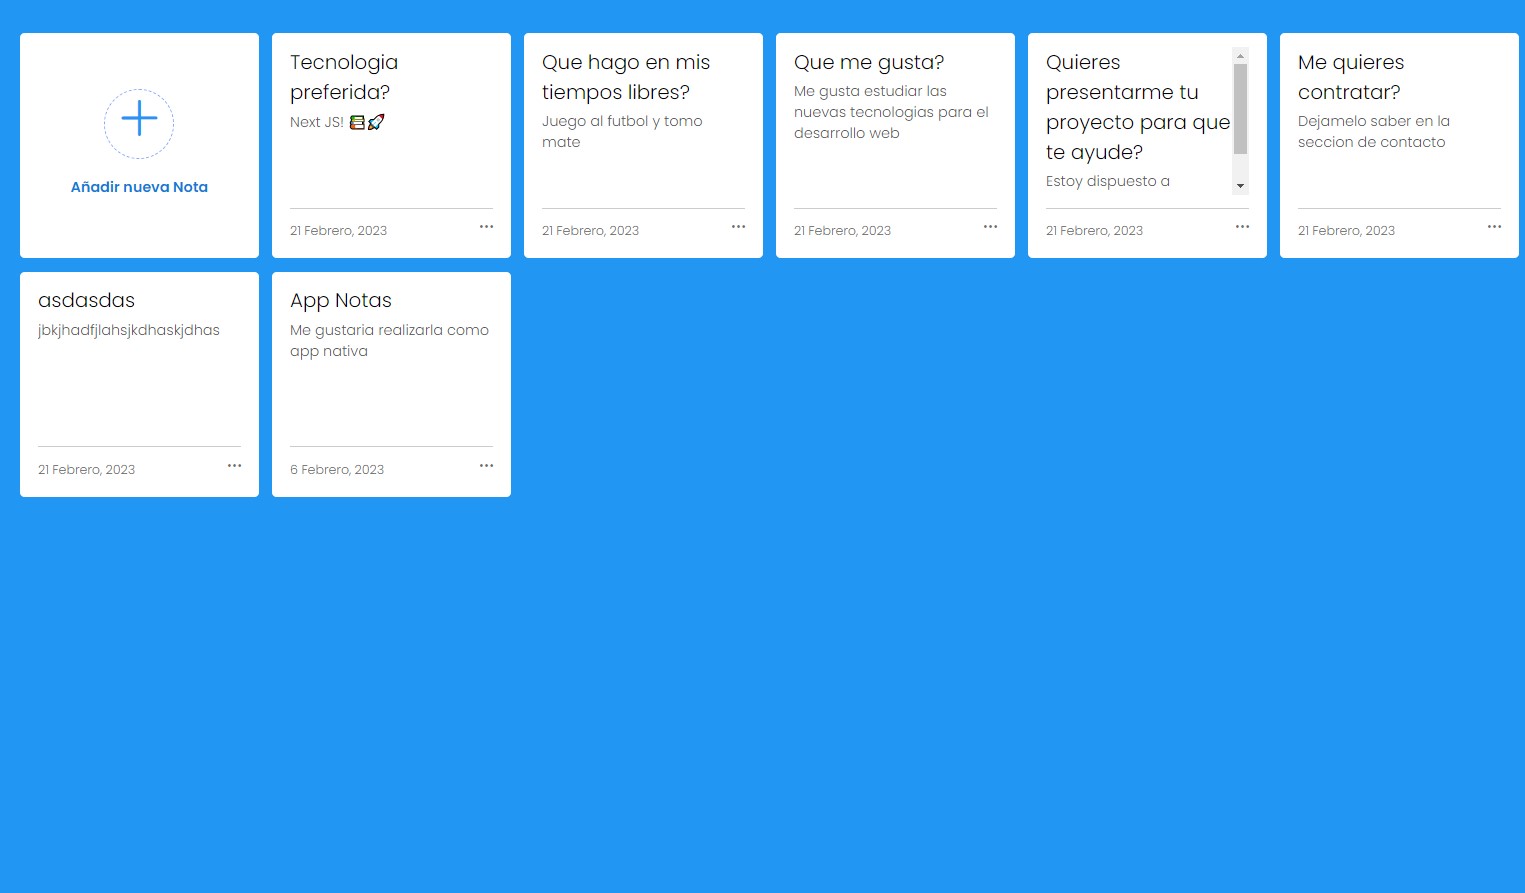 Añadir nueva Nota
Tecnologia
preferida?
Next JS! 📚🚀
21 Febrero, 2023
Que hago en mis
tiempos libres?
Juego al futbol y tomo
mate
21 Febrero, 2023
Que me gusta?
Me gusta estudiar las
nuevas tecnologias para el
desarrollo web
21 Febrero, 2023
Quieres
presentarme tu
proyecto para que
te ayude?
Estoy dispuesto a
21 Febrero, 2023
Me quieres
contratar?
Dejamelo saber en la
seccion de contacto
21 Febrero, 2023
asdasdas
jbkjhadfjlahsjkdhaskjdhas
21 Febrero, 2023
App Notas
Me gustaria realizarla como
app nativa
6 Febrero, 2023